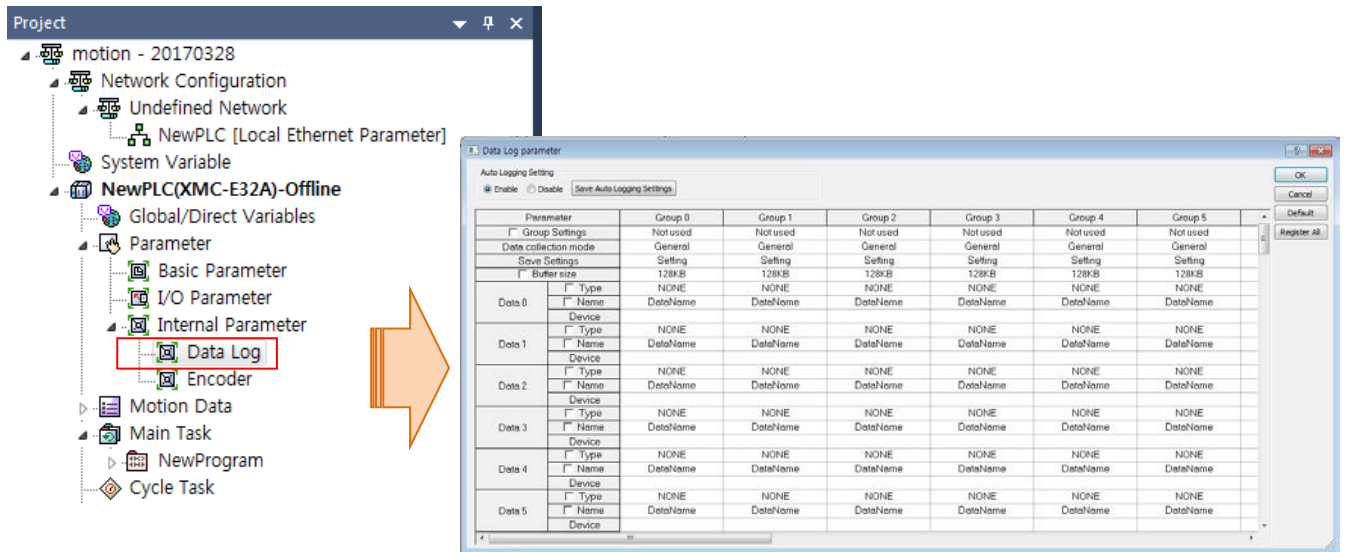 Project
motion - 20170328
Network Configuration
Undefined Network
NewPLC [Local Ethernet Parameter]
System Variable
NewPLC(XMC-E32A)-Offline
Global/Direct Variables
Parameter
Basic Parameter
I/O Parameter
Internal Parameter
Data Log
Encoder
Motion Data
Main Task
NewProgram
Cycle Task
Data Log parameter
Auto Logging Setting
Enable Disable Save Auto Logging Settings
OK
Cancel
Default
Register All
Parameter Group 0 Group 1 Group 2 Group 3 Group 4 Group 5
Group Settings Not used Not used Not used Not used Not used Not used
Data collection mode General General General General General General
Save Settings Setting Setting Setting Setting Setting Setting
Buffer size 128KB 128KB 128KB 128KB 128KB 128KB
Data 0 Type NONE NONE NONE NONE NONE NONE
Name DataName DataName DataName DataName DataName DataName
Device
Data 1 Type NONE NONE NONE NONE NONE NONE
Name DataName DataName DataName DataName DataName DataName
Device
Data 2 Type NONE NONE NONE NONE NONE NONE
Name DataName DataName DataName DataName DataName DataName
Device
Data 3 Type NONE NONE NONE NONE NONE NONE
Name DataName DataName DataName DataName DataName DataName
Device
Data 4 Type NONE NONE NONE NONE NONE NONE
Name DataName DataName DataName DataName DataName DataName
Device
Data 5 Type NONE NONE NONE NONE NONE NONE
Name DataName DataName DataName DataName DataName DataName
Device